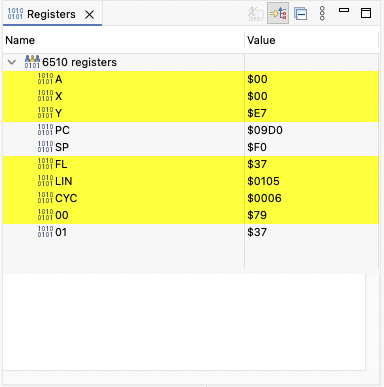 Registers
Name Value
6510 registers
A $00
X $00
Y $E7
PC $09D0
SP $F0
FL $37
LIN $0105
CYC $0006
00 $79
01 $37